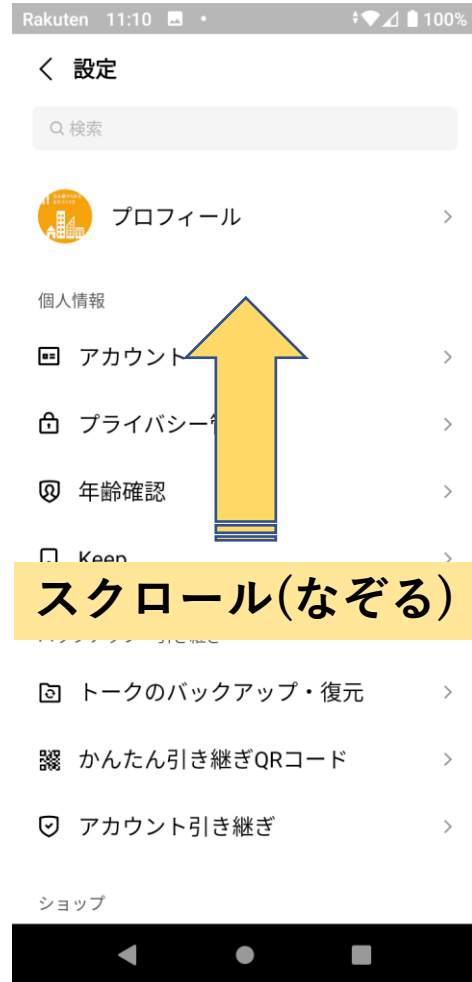 Rakuten 11:10 100%
設定
検索
プロフィール
個人情報
アカウント
プライバシー
年齢確認
Keep
スクロール(なぞる)
トークのバックアップ・復元
かんたん引き継ぎQRコード
アカウント引き継ぎ
ショップ